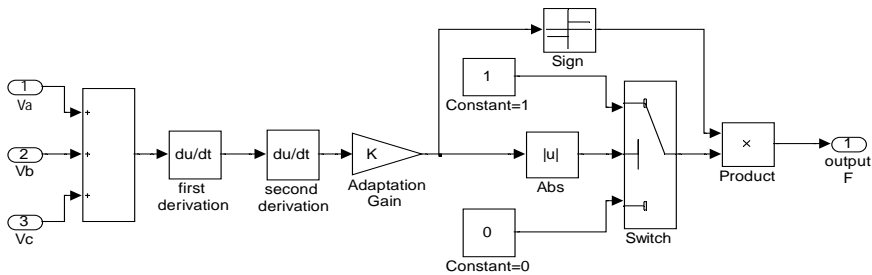 1
Va
2
Vb
3
Vc
+
+
+
du/dt
first
derivation
du/dt
second
derivation
K
Adaptation
Gain
Sign
1
Constant=1
|u|
Abs
0
Constant=0
Switch
×
Product
1
output
F